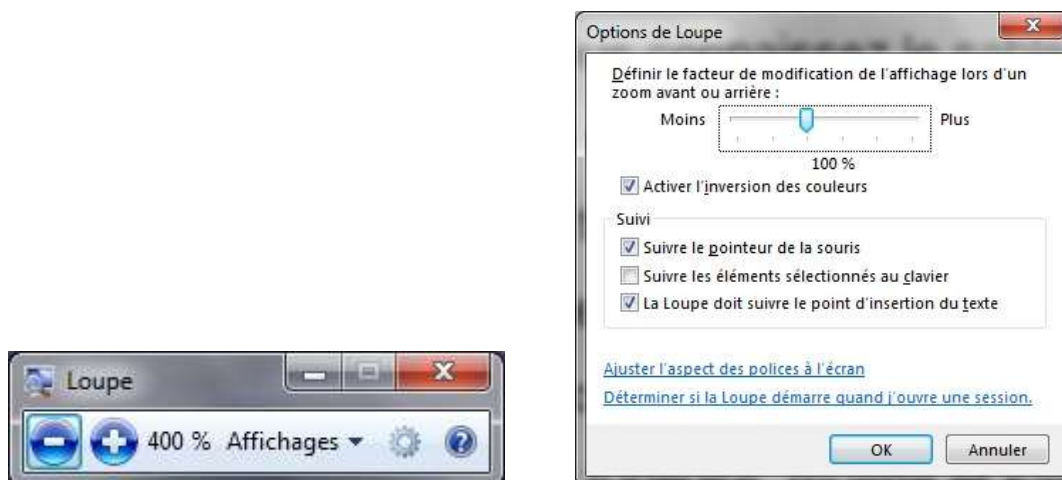 Options de Loupe
Définir le facteur de modification de l'affichage lors d'un
zoom avant ou arrière :
Moins Plus
100 %
Activer l'inversion des couleurs
Suivi
Suivre le pointeur de la souris
Suivre les éléments sélectionnés au clavier
La Loupe doit suivre le point d'insertion du texte
Ajuster l'aspect des polices à l'écran
Déterminer si la Loupe démarre quand j'ouvre une session.
OK Annuler
Loupe
400 % Affichages